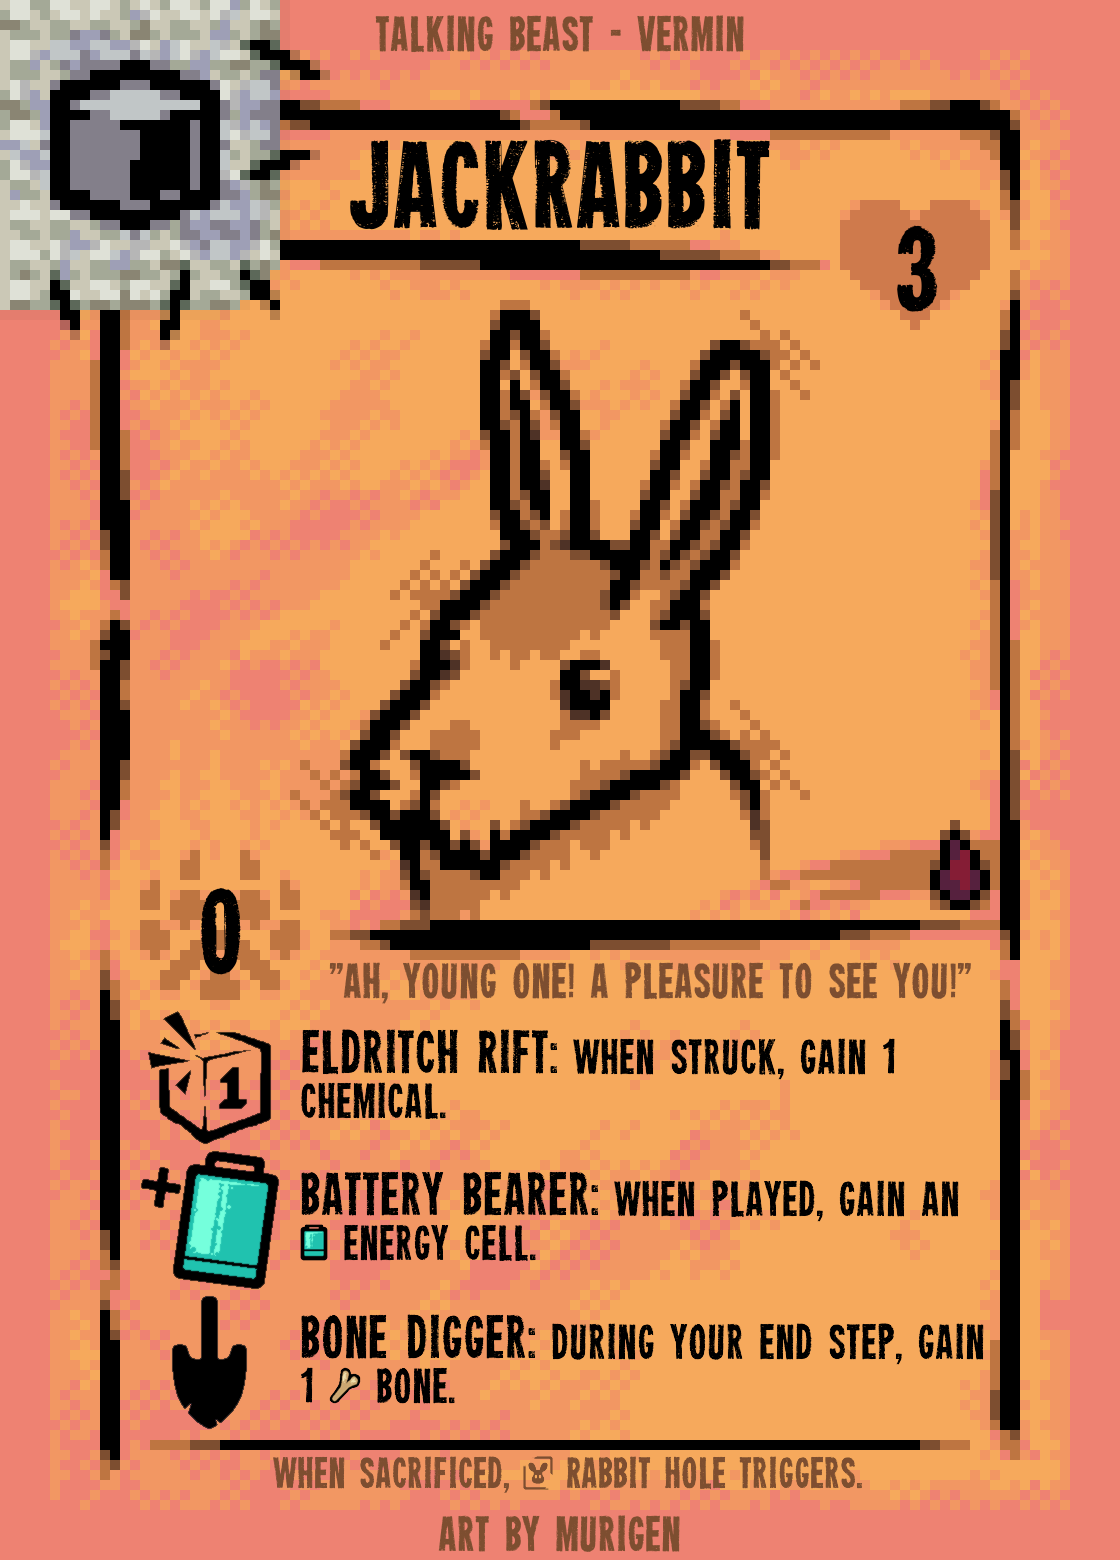 TALKING BEAST - VERMIN
JACKRABBIT
3
0
"AH, YOUNG ONE! A PLEASURE TO SEE YOU!"
ELDRITCH RIFT: WHEN STRUCK, GAIN 1
CHEMICAL.
1
BATTERY BEARER: WHEN PLAYED, GAIN AN
ENERGY CELL.
BONE DIGGER: DURING YOUR END STEP, GAIN
1 BONE.
WHEN SACRIFICED, RABBIT HOLE TRIGGERS.
ART BY MURIGEN